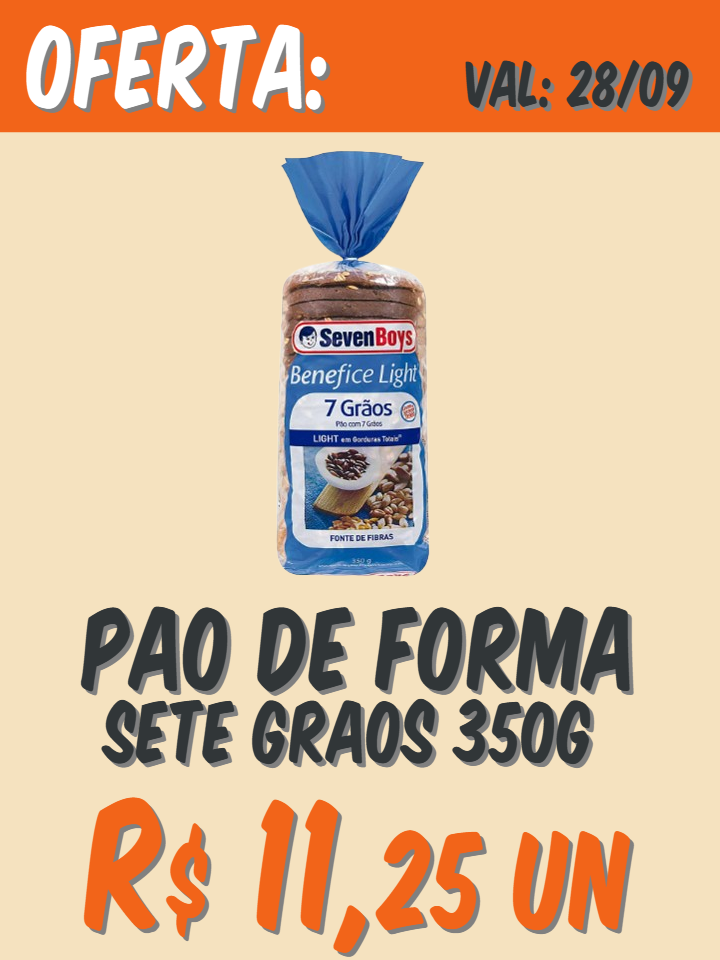 OFERTA:
VAL: 28/09
SevenBoys
Benefice Light
7 Grãos
Pão com 7 Grãos
LIGHT em Gorduras Totais*
FONTE DE FIBRAS
350 g
PAO DE FORMA
SETE GRAOS 350G
R$ 11,25 UN